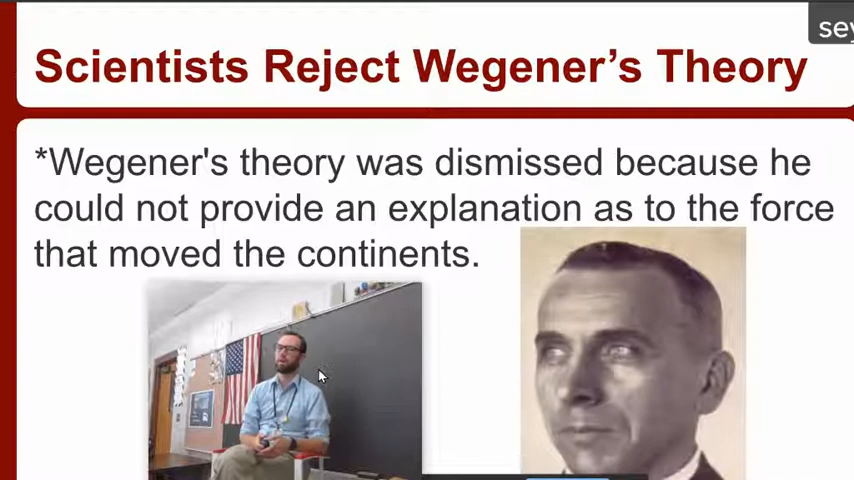 sey
Scientists Reject Wegener’s Theory
*Wegener's theory was dismissed because he
could not provide an explanation as to the force
that moved the continents.